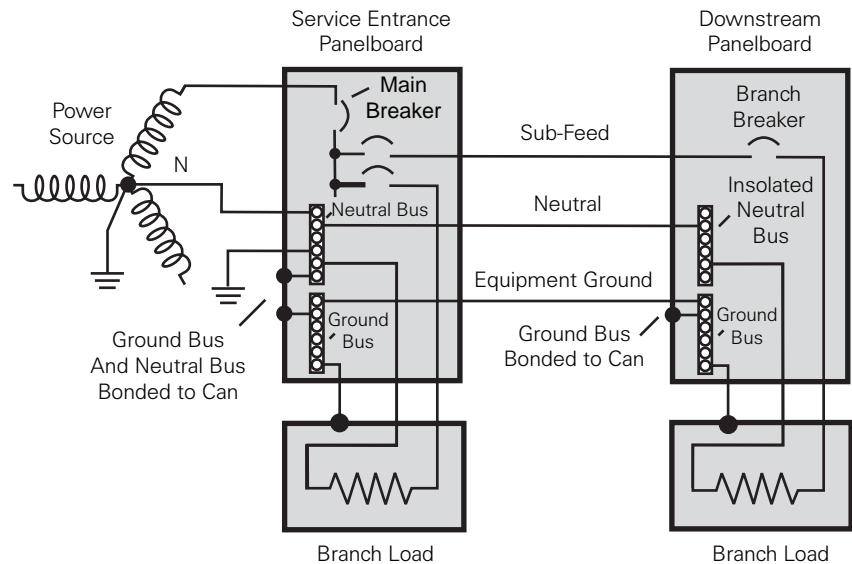 Service Entrance
Panelboard
Downstream
Panelboard
Power
Source
N
Main
Breaker
Branch
Breaker
Sub-Feed
Neutral Bus
Neutral
Insolated
Neutral
Bus
Equipment Ground
Ground
Bus
Ground Bus
And Neutral Bus
Bonded to Can
Ground Bus
Bonded to Can
Ground
Bus
Branch Load
Branch Load